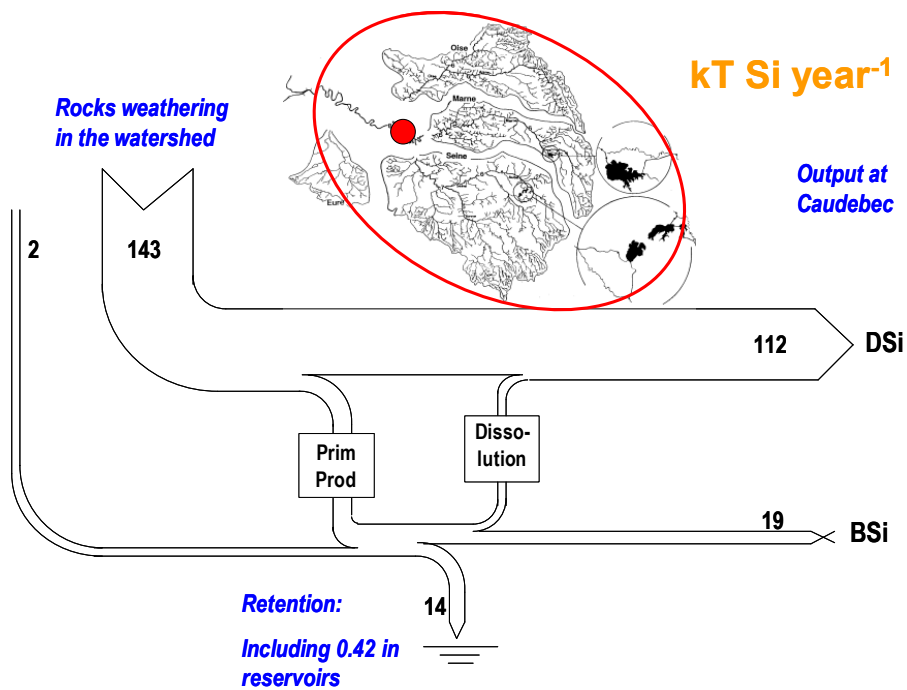 kT Si year-1
Oise
Marne
Seine
Eure
Rocks weathering
in the watershed
Output at
Caudebec
2
143
112
DSi
Prim
Prod
Disso-
lution
19
BSi
14
Retention:
Including 0.42 in
reservoirs